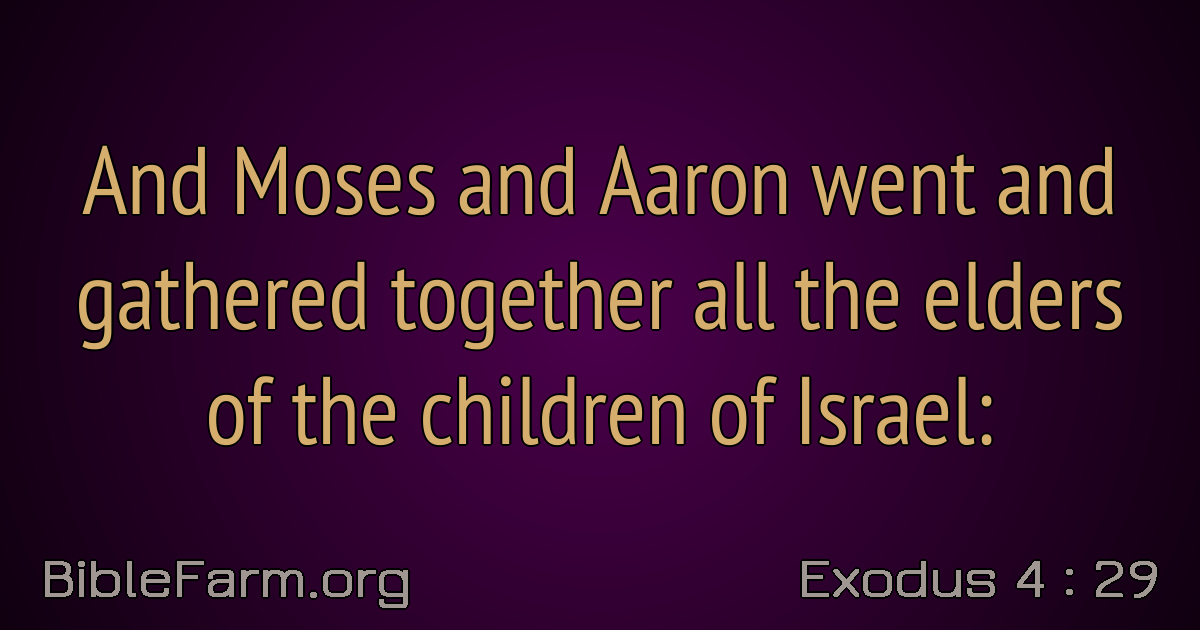 And Moses and Aaron went and
gathered together all the elders
of the children of Israel:
BibleFarm.org
Exodus 4 : 29